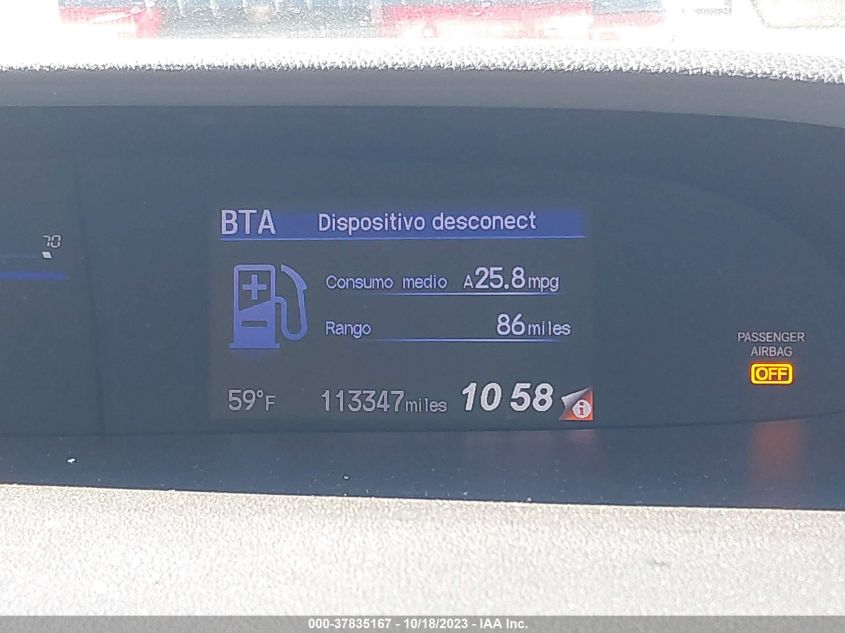 70
BTA Dispositivo desconect
Consumo medio A25.8mpg
Rango 86miles
PASSENGER
AIRBAG
OFF
59°F 113347miles 10 58 i
000-37835167 - 10/18/2023 - IAA Inc.